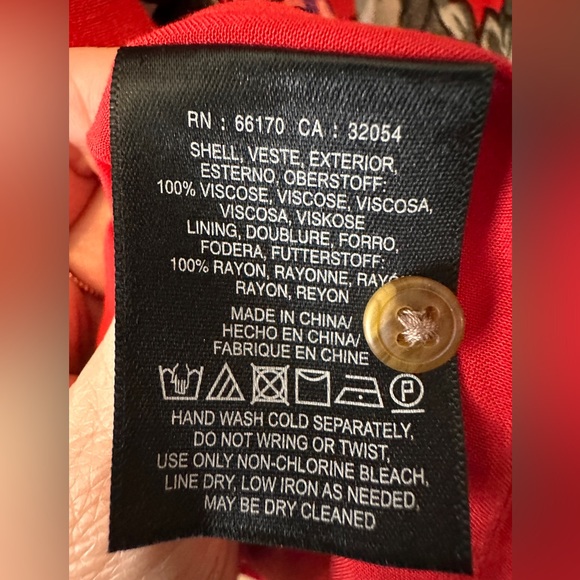 RN : 66170 CA : 32054
SHELL, VESTE, EXTERIOR,
ESTERNO, OBERSTOFF:
100% VISCOSE, VISCOSE, VISCOSA,
VISCOSA, VISKOSE
LINING, DOUBLURE, FORRO,
FODERA, FUTTERSTOFF:
100% RAYON, RAYONNE,
RAYON, REYON
MADE IN CHINA/
HECHO EN CHINA/
FABRIQUE EN CHINE
P
HAND WASH COLD SEPARATELY,
DO NOT WRING OR TWIST,
USE ONLY NON-CHLORINE BLEACH,
LINE DRY, LOW IRON AS NEEDED,
MAY BE DRY CLEANED